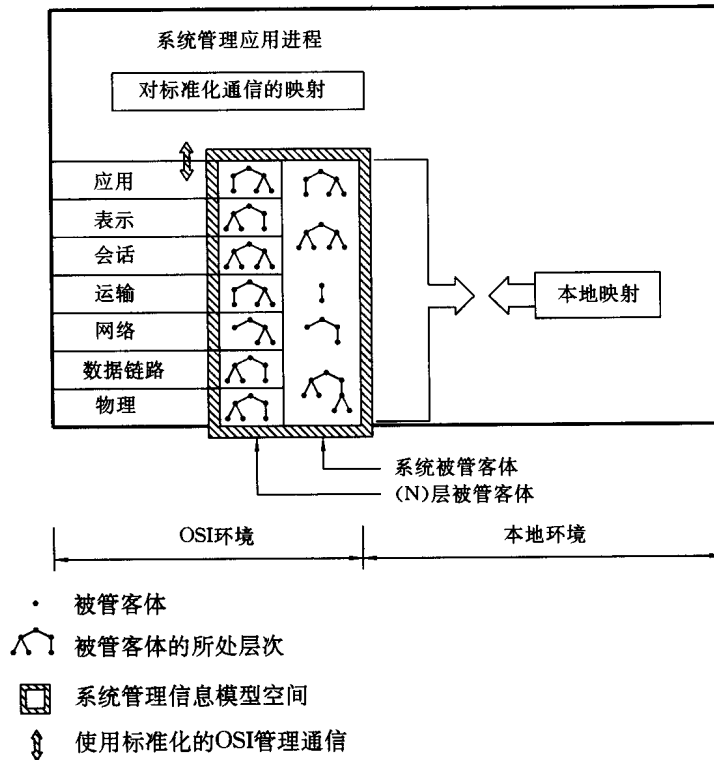 系统管理应用进程
对标准化通信的映射
应用
表示
会话
运输
网络
数据链路
物理
本地映射
系统被管客体
(N)层被管客体
OSI环境
本地环境
被管客体
被管客体的所处层次
系统管理信息模型空间
使用标准化的OSI管理通信